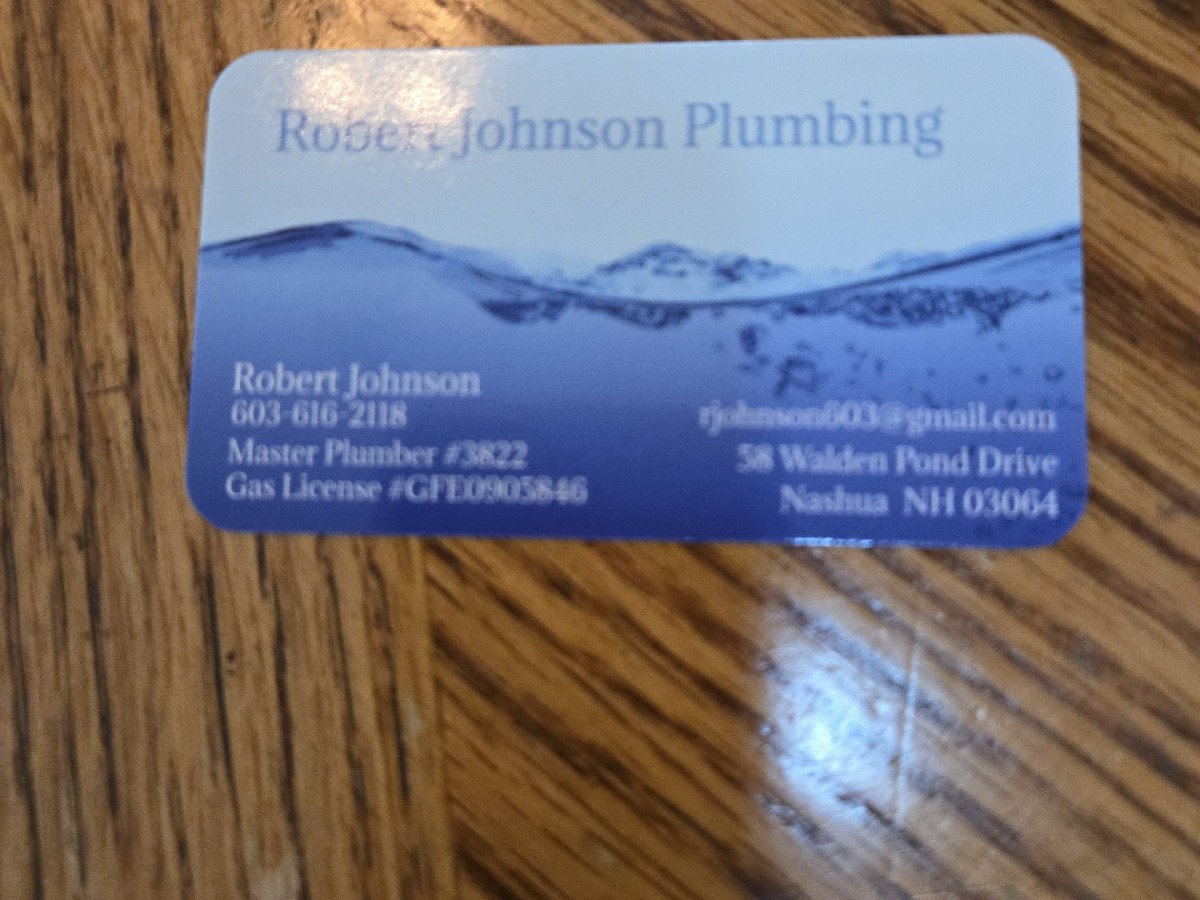 Robert Johnson Plumbing
Robert Johnson
603-616-2118
Master Plumber #3822
Gas License #GFE0905846
rjohnson603@gmail.com
58 Walden Pond Drive
Nashua NH 03064